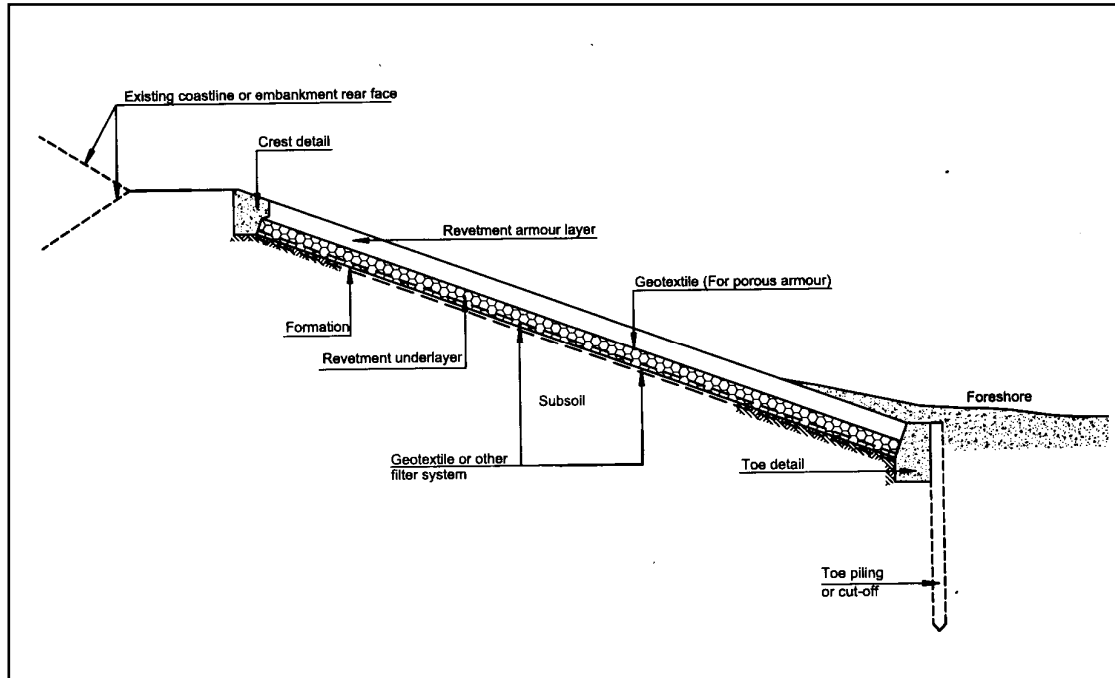 Existing coastline or embankment rear face
Crest detail
Revetment armour layer
Geotextile (For porous armour)
Formation
Revetment underlayer
Subsoil
Foreshore
Geotextile or other
filter system
Toe detail
Toe piling
or cut-off